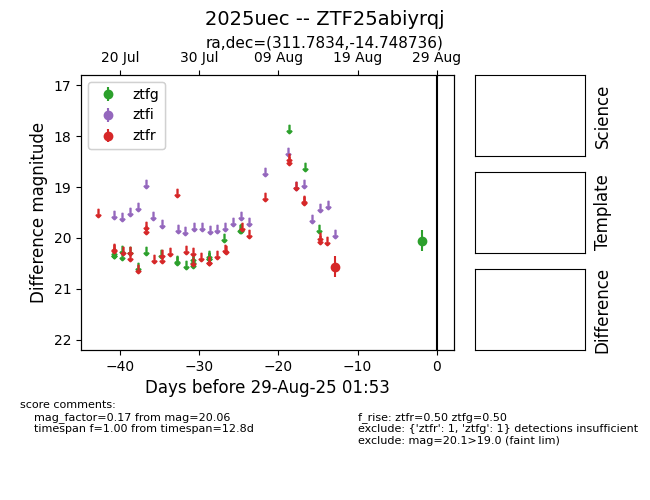 2025uec -- ZTF25abiyrqj
ra,dec=(311.7834,-14.748736)
20 Jul 30 Jul 09 Aug 19 Aug 29 Aug
ztfg
ztfi
ztfr
17
18
19
20
21
22
Difference magnitude
−40 −30 −20 −10 0
Days before 29-Aug-25 01:53
Science
Template
Difference
score comments:
mag_factor=0.17 from mag=20.06
timespan f=1.00 from timespan=12.8d
f_rise: ztfr=0.50 ztfg=0.50
exclude: {'ztfr': 1, 'ztfg': 1} detections insufficient
exclude: mag=20.1>19.0 (faint lim)